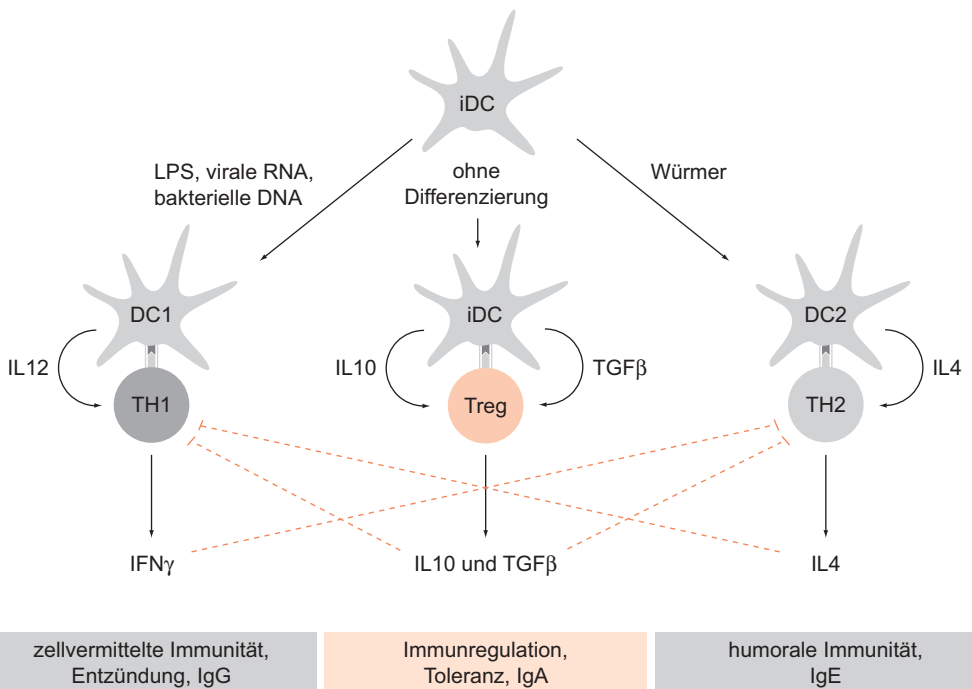 iDC
LPS, virale RNA,
bakterielle DNA
ohne
Differenzierung
Würmer
DC1
iDC
DC2
IL12
IL10
TGFβ
IL4
TH1
Treg
TH2
IFNγ
IL10 und TGFβ
IL4
zellvermittelte Immunität,
Entzündung, IgG
Immunregulation,
Toleranz, IgA
humorale Immunität,
IgE